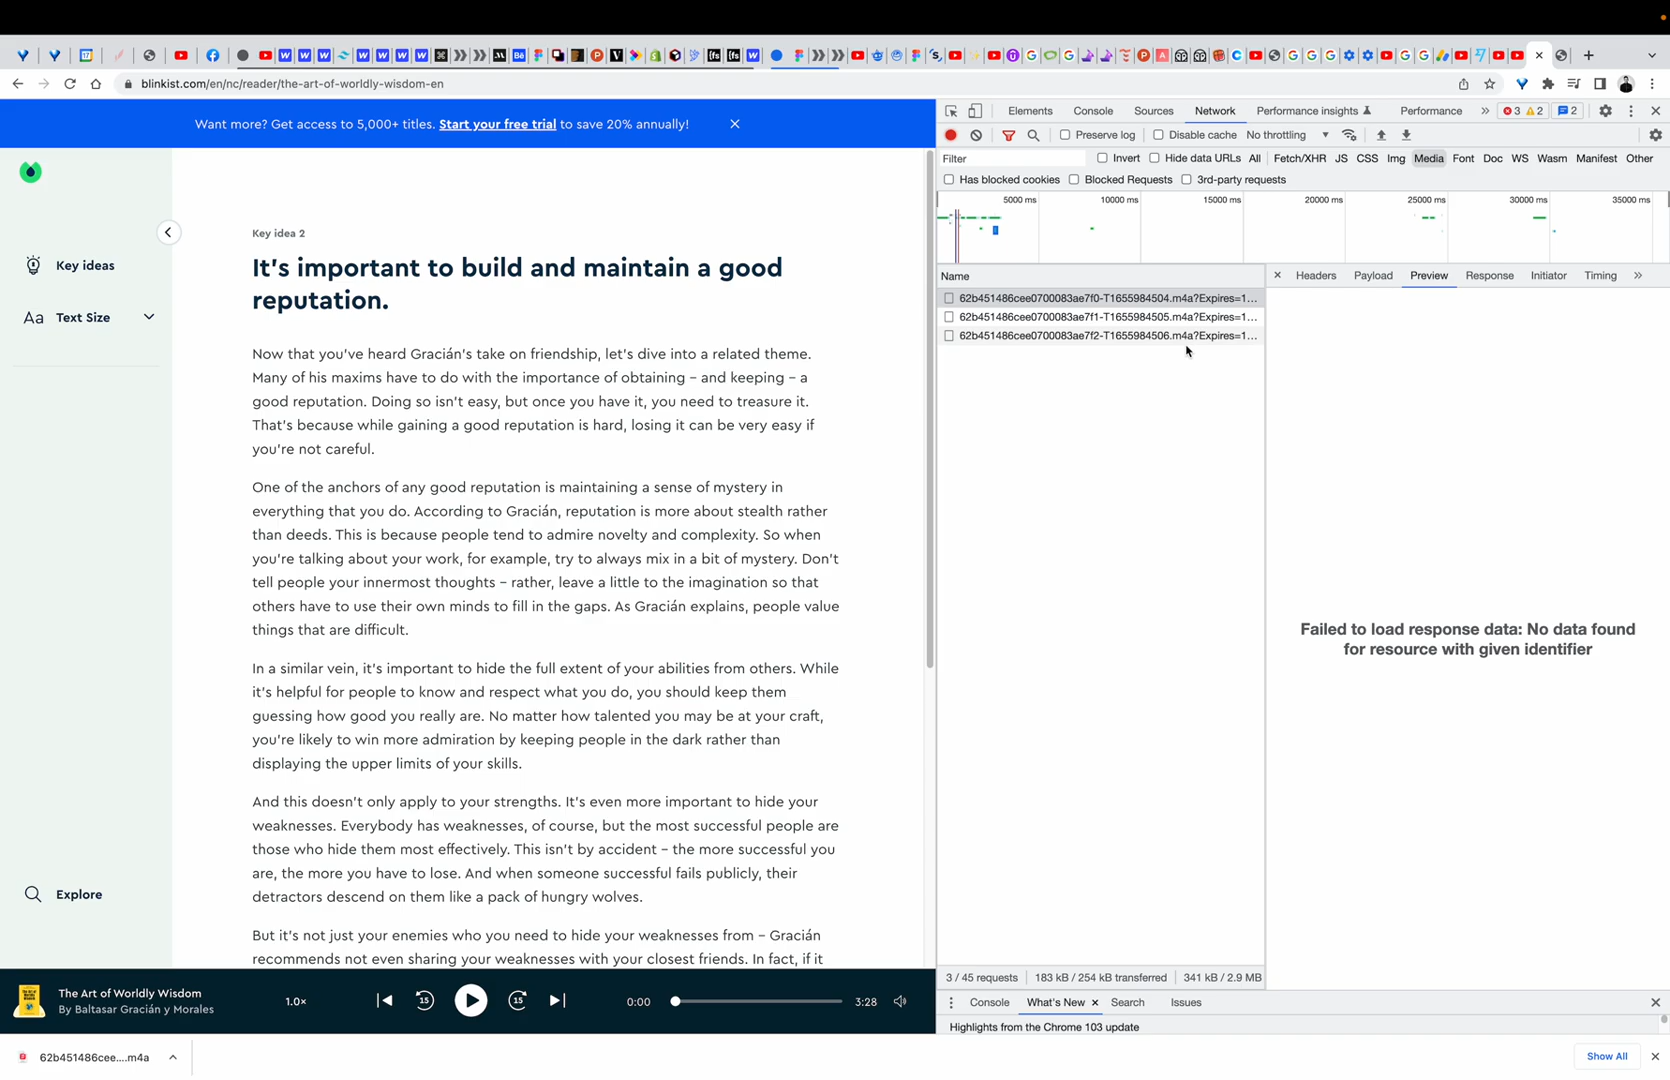 blinkist.com/en/nc/reader/the-art-of-worldly-wisdom-en
Want more? Get access to 5,000+ titles. Start your free trial to save 20% annually!
Key ideas
Aa Text Size
Explore
Key idea 2
It's important to build and maintain a good
reputation.
Now that you've heard Gracián's take on friendship, let's dive into a related theme.
Many of his maxims have to do with the importance of obtaining – and keeping – a
good reputation. Doing so isn't easy, but once you have it, you need to treasure it.
That's because while gaining a good reputation is hard, losing it can be very easy if
you're not careful.
One of the anchors of any good reputation is maintaining a sense of mystery in
everything that you do. According to Gracián, reputation is more about stealth rather
than deeds. This is because people tend to admire novelty and complexity. So when
you're talking about your work, for example, try to always mix in a bit of mystery. Don't
tell people your innermost thoughts – rather, leave a little to the imagination so that
others have to use their own minds to fill in the gaps. As Gracián explains, people value
things that are difficult.
In a similar vein, it's important to hide the full extent of your abilities from others. While
it's helpful for people to know and respect what you do, you should keep them
guessing how good you really are. No matter how talented you may be at your craft,
you're likely to win more admiration by keeping people in the dark rather than
displaying the upper limits of your skills.
And this doesn't only apply to your strengths. It's even more important to hide your
weaknesses. Everybody has weaknesses, of course, but the most successful people are
those who hide them most effectively. This isn't by accident – the more successful you
are, the more you have to lose. And when someone successful fails publicly, their
detractors descend on them like a pack of hungry wolves.
But it's not just your enemies who you need to hide your weaknesses from – Gracián
recommends not even sharing your weaknesses with your closest friends. In fact, if it
The Art of Worldly Wisdom
By Baltasar Gracián y Morales
1.0× 15 15 0:00 3:28
62b451486cee....m4a
Show All
Elements Console Sources Network Performance insights Performance » 3 2 2
Preserve log Disable cache No throttling
Filter Invert Hide data URLs All Fetch/XHR JS CSS Img Media Font Doc WS Wasm Manifest Other
Has blocked cookies Blocked Requests 3rd-party requests
5000 ms 10000 ms 15000 ms 20000 ms 25000 ms 30000 ms 35000 ms
Name
Headers Payload Preview Response Initiator Timing »
62b451486cee0700083ae7f0-T1655984504.m4a?Expires=1...
62b451486cee0700083ae7f1-T1655984505.m4a?Expires=1...
62b451486cee0700083ae7f2-T1655984506.m4a?Expires=1...
Failed to load response data: No data found
for resource with given identifier
3 / 45 requests 183 kB / 254 kB transferred 341 kB / 2.9 MB
Console What's New × Search Issues
Highlights from the Chrome 103 update